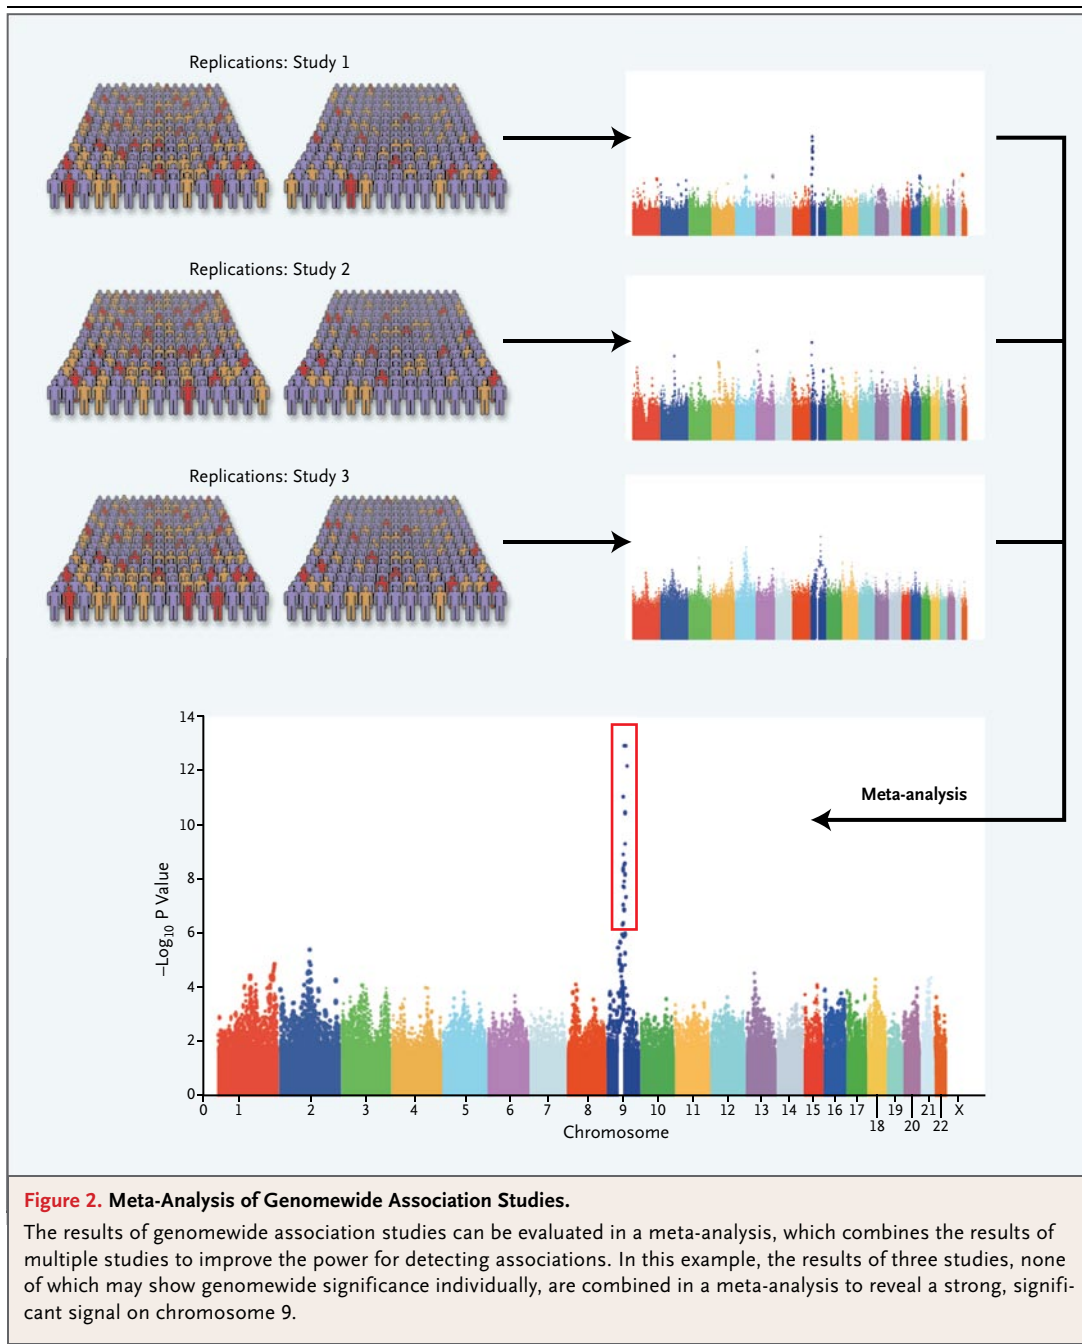 Replications: Study 1
Replications: Study 2
Replications: Study 3
Meta-analysis
−Log10 P Value
14
12
10
8
6
4
2
0
0 1 2 3 4 5 6 7 8 9 10 11 12 13 14 15 16 17 18 19 20 21 22 X
Chromosome
Figure 2. Meta-Analysis of Genomewide Association Studies.
The results of genomewide association studies can be evaluated in a meta-analysis, which combines the results of
multiple studies to improve the power for detecting associations. In this example, the results of three studies, none
of which may show genomewide significance individually, are combined in a meta-analysis to reveal a strong, signifi-
cant signal on chromosome 9.